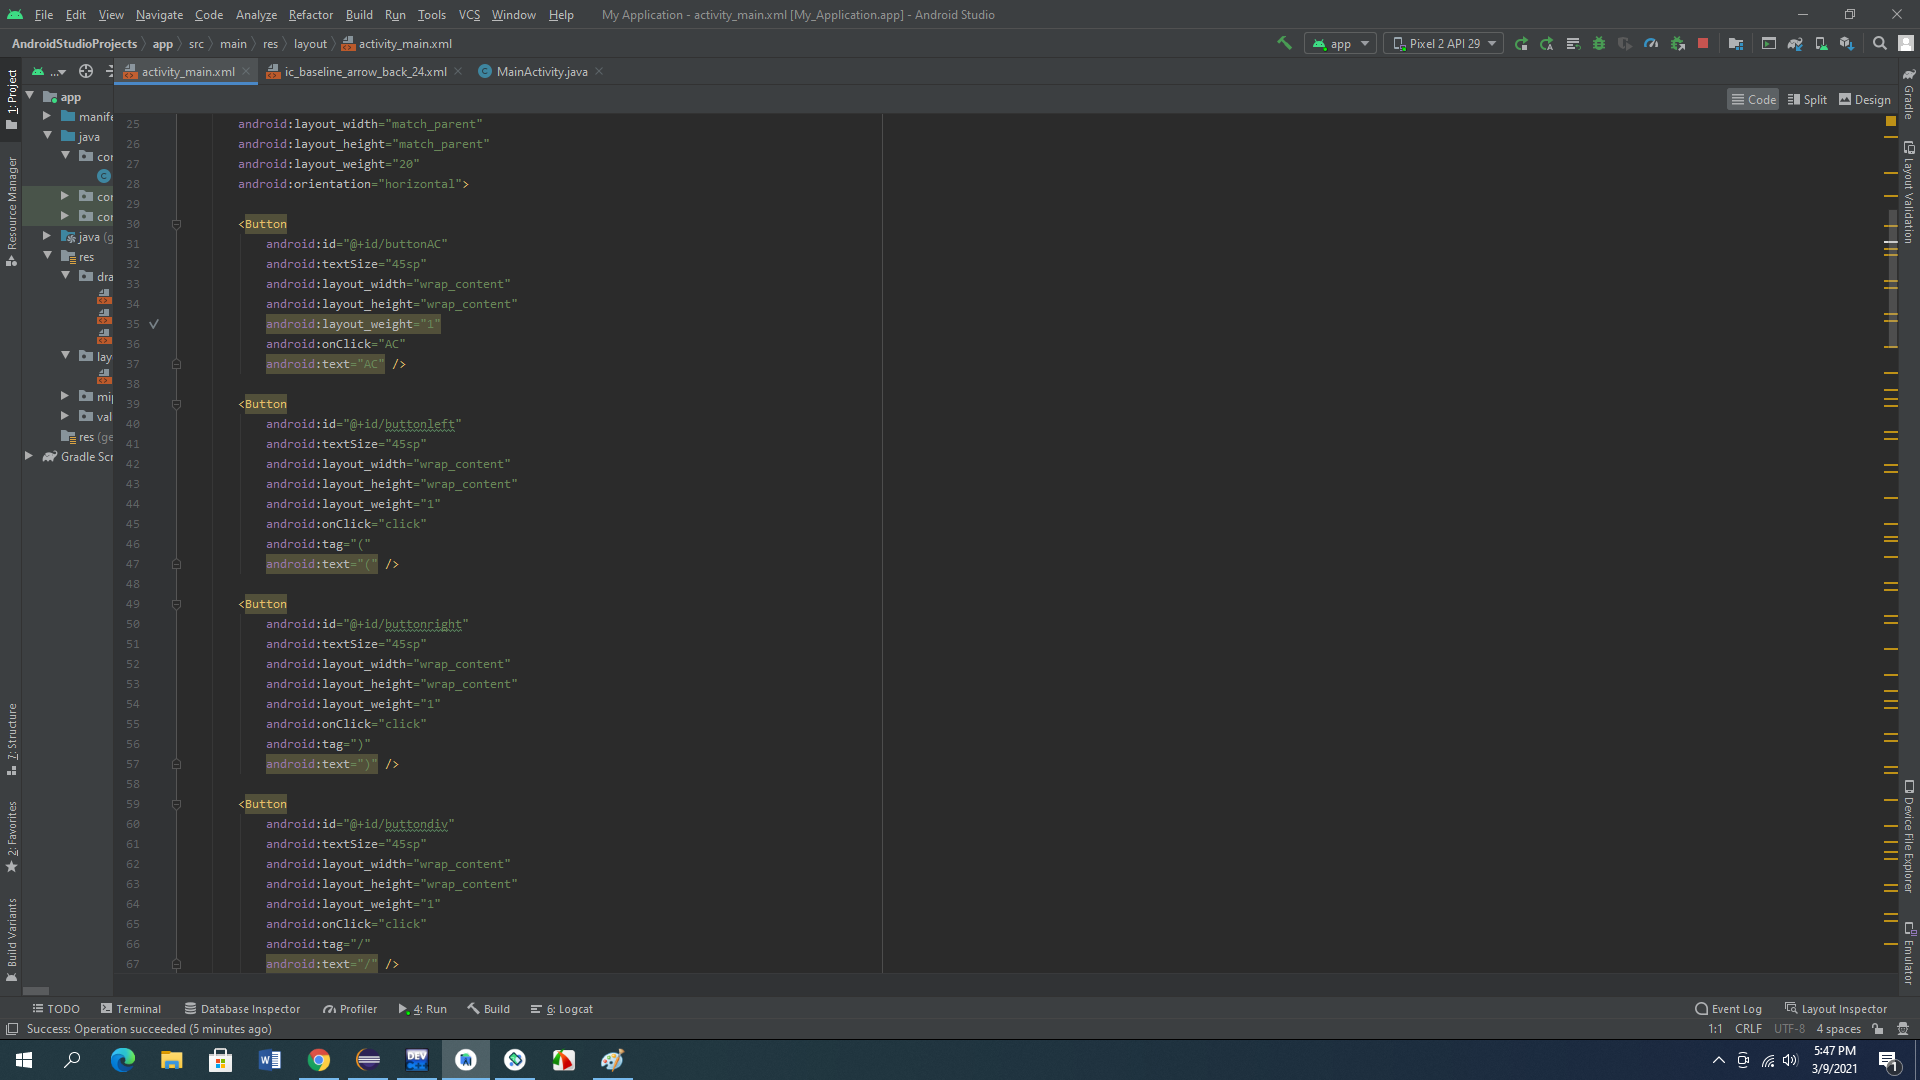 File Edit View Navigate Code Analyze Refactor Build Run Tools VCS Window Help My Application - activity_main.xml [My_Application.app] - Android Studio
AndroidStudioProjects app src main res layout activity_main.xml app Pixel 2 API 29
... activity_main.xml ic_baseline_arrow_back_24.xml MainActivity.java
Code Split Design
1: Project
Resource Manager
7: Structure
2: Favorites
Build Variants
app
manife
java
cor
cor
cor
java (g
res
dra
lay
mip
val
res (ge
Gradle Scr
25 android:layout_width="match_parent"
26 android:layout_height="match_parent"
27 android:layout_weight="20"
28 android:orientation="horizontal">
29
30 <Button
31 android:id="@+id/buttonAC"
32 android:textSize="45sp"
33 android:layout_width="wrap_content"
34 android:layout_height="wrap_content"
35 android:layout_weight="1"
36 android:onClick="AC"
37 android:text="AC" />
38
39 <Button
40 android:id="@+id/buttonleft"
41 android:textSize="45sp"
42 android:layout_width="wrap_content"
43 android:layout_height="wrap_content"
44 android:layout_weight="1"
45 android:onClick="click"
46 android:tag="("
47 android:text="(" />
48
49 <Button
50 android:id="@+id/buttonright"
51 android:textSize="45sp"
52 android:layout_width="wrap_content"
53 android:layout_height="wrap_content"
54 android:layout_weight="1"
55 android:onClick="click"
56 android:tag=")"
57 android:text=")" />
58
59 <Button
60 android:id="@+id/buttondiv"
61 android:textSize="45sp"
62 android:layout_width="wrap_content"
63 android:layout_height="wrap_content"
64 android:layout_weight="1"
65 android:onClick="click"
66 android:tag="/"
67 android:text="/" />
Gradle
Layout Validation
Device File Explorer
Emulator
TODO Terminal Database Inspector Profiler 4: Run Build 6: Logcat Event Log Layout Inspector
Success: Operation succeeded (5 minutes ago) 1:1 CRLF UTF-8 4 spaces
DEV C++
5:47 PM
3/9/2021
1